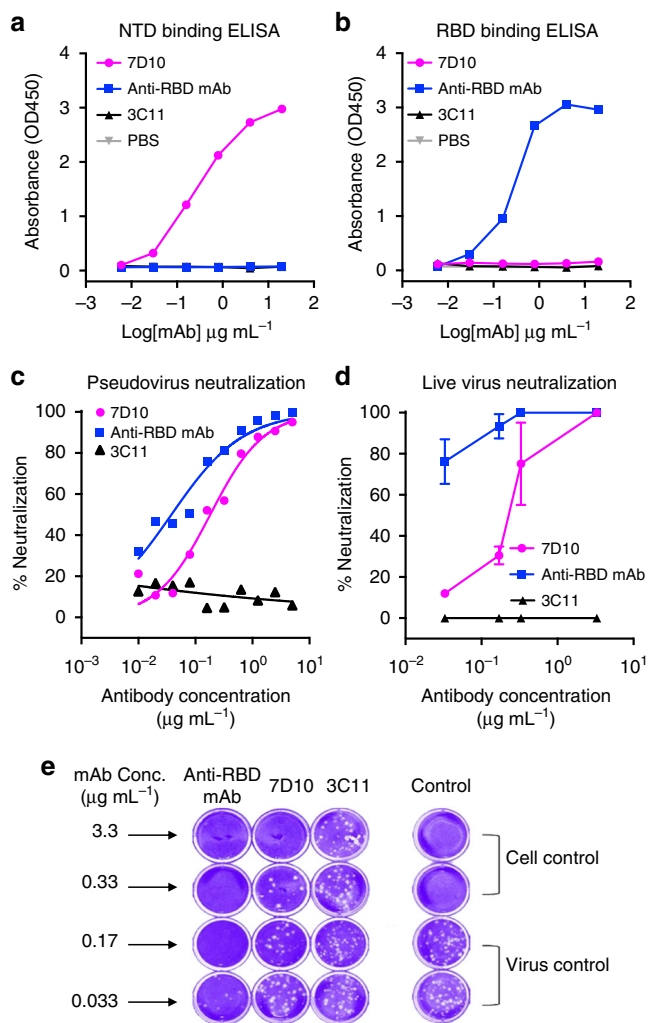 a
NTD binding ELISA
4
3
2
1
0
Absorbance (OD450)
7D10
Anti-RBD mAb
3C11
PBS
−3 −2 −1 0 1 2
Log[mAb] μg mL⁻¹
b
RBD binding ELISA
4
3
2
1
0
Absorbance (OD450)
7D10
Anti-RBD mAb
3C11
PBS
−3 −2 −1 0 1 2
Log[mAb] μg mL⁻¹
c
Pseudovirus neutralization
100
80
60
40
20
0
% Neutralization
7D10
Anti-RBD mAb
3C11
10⁻³ 10⁻² 10⁻¹ 10⁰ 10¹
Antibody concentration
(μg mL⁻¹)
d
Live virus neutralization
100
80
60
40
20
0
% Neutralization
7D10
Anti-RBD mAb
3C11
10⁻² 10⁻¹ 10⁰ 10¹
Antibody concentration
(μg mL⁻¹)
e
mAb Conc.
(μg mL⁻¹)
Anti-RBD
mAb
7D10
3C11
Control
3.3
0.33
0.17
0.033
Cell control
Virus control